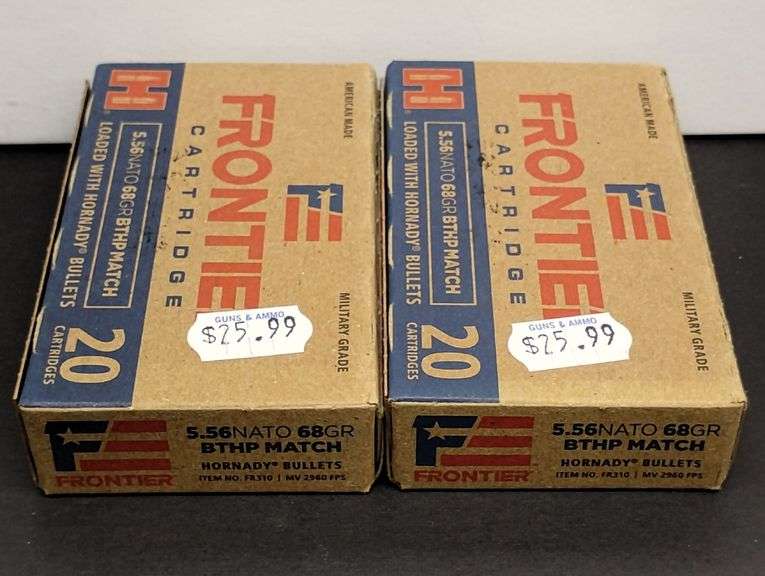 AMERICAN MADE
FRONTIE
CARTRIDGE
5.56NATO 68GR BTHP MATCH
LOADED WITH HORNADY® BULLETS
20
CARTRIDGES
MILITARY GRADE
GUNS & AMMO
$25.99
5.56NATO 68GR
BTHP MATCH
HORNADY® BULLETS
ITEM NO. FR310 | MV 2960 FPS
FRONTIER
AMERICAN MADE
FRONTIE
CARTRIDGE
5.56NATO 68GR BTHP MATCH
LOADED WITH HORNADY® BULLETS
20
CARTRIDGES
MILITARY GRADE
GUNS & AMMO
$25.99
5.56NATO 68GR
BTHP MATCH
HORNADY® BULLETS
ITEM NO. FR310 | MV 2960 FPS
FRONTIER